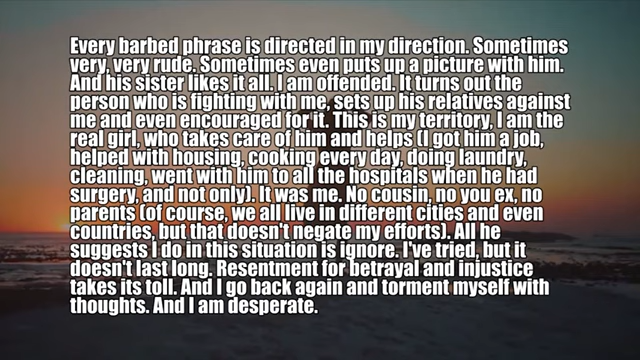 Every barbed phrase is directed in my direction. Sometimes
very, very rude. Sometimes even puts up a picture with him.
And his sister likes it all. I am offended. It turns out the
person who is fighting with me, sets up his relatives against
me and even encouraged for it. This is my territory, I am the
real girl, who takes care of him and helps (I got him a job,
helped with housing, cooking every day, doing laundry,
cleaning, went with him to all the hospitals when he had
surgery, and not only). It was me. No cousin, no you ex, no
parents (of course, we all live in different cities and even
countries, but that doesn't negate my efforts). All he
suggests I do in this situation is ignore. I've tried, but it
doesn't last long. Resentment for betrayal and injustice
takes its toll. And I go back again and torment myself with
thoughts. And I am desperate.